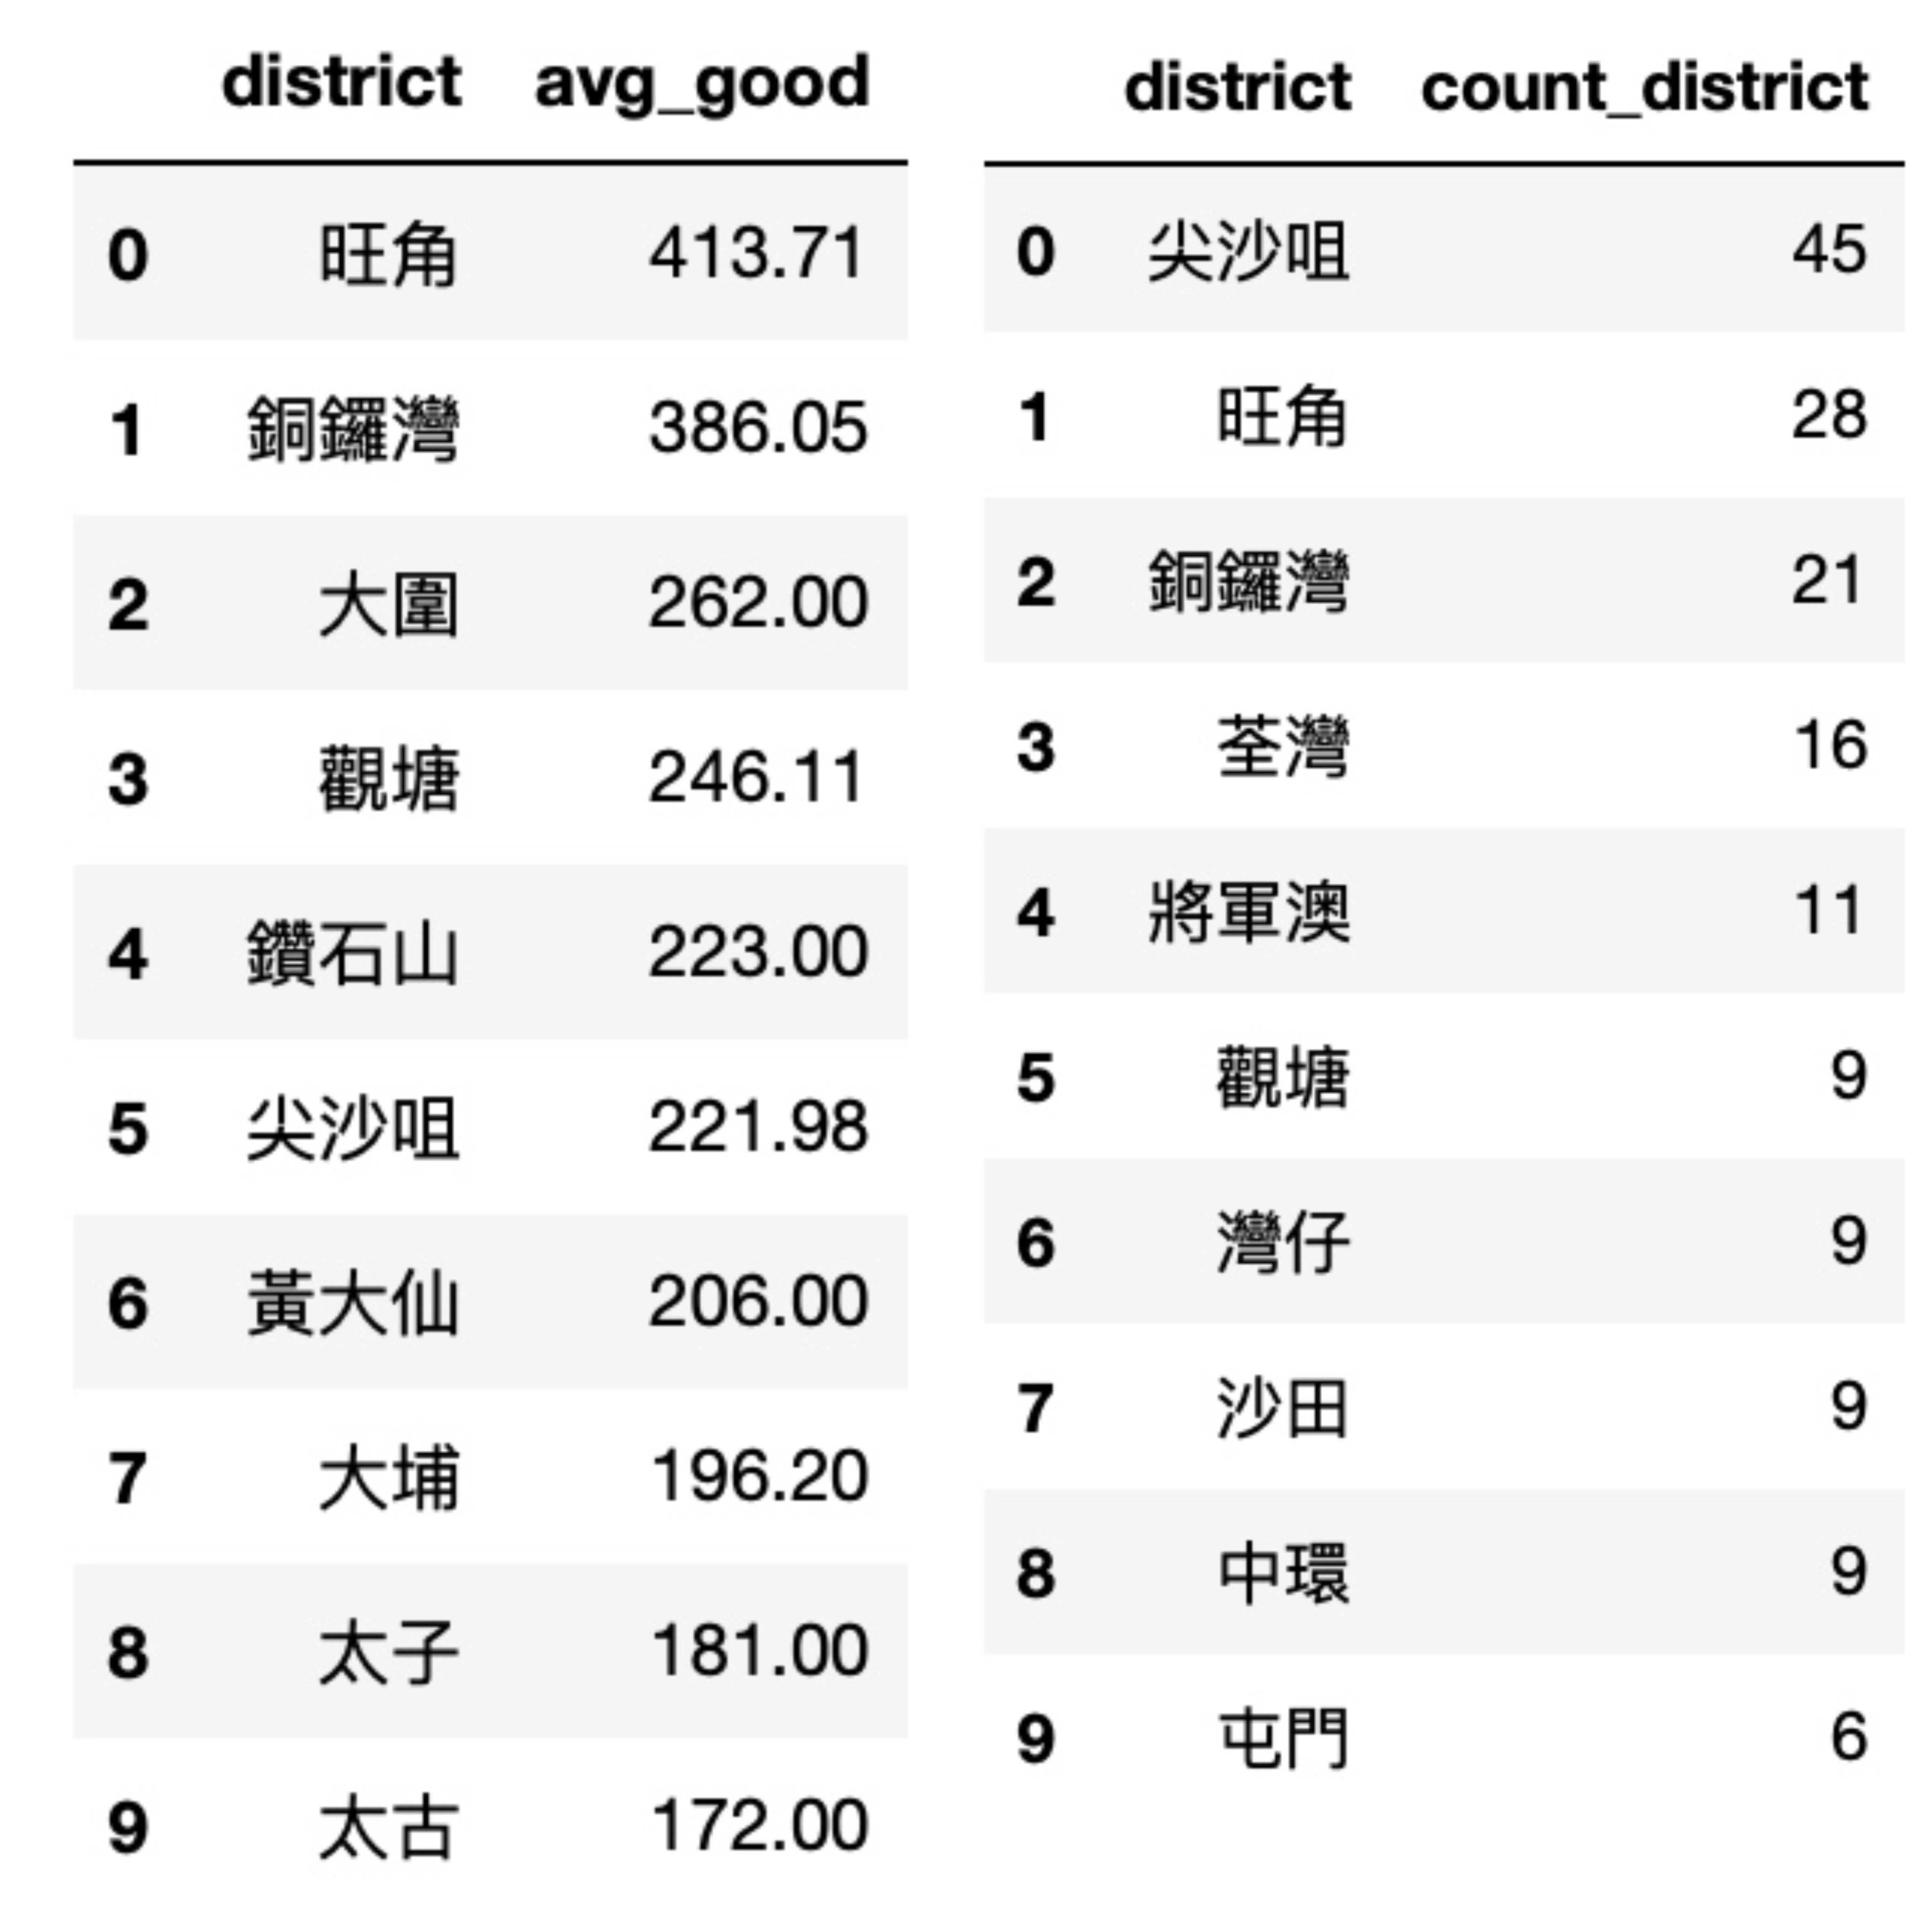 district avg_good
0 旺角 413.71
1 銅鑼灣 386.05
2 大圍 262.00
3 觀塘 246.11
4 鑽石山 223.00
5 尖沙咀 221.98
6 黃大仙 206.00
7 大埔 196.20
8 太子 181.00
9 太古 172.00
district count_district
0 尖沙咀 45
1 旺角 28
2 銅鑼灣 21
3 荃灣 16
4 將軍澳 11
5 觀塘 9
6 灣仔 9
7 沙田 9
8 中環 9
9 屯門 6